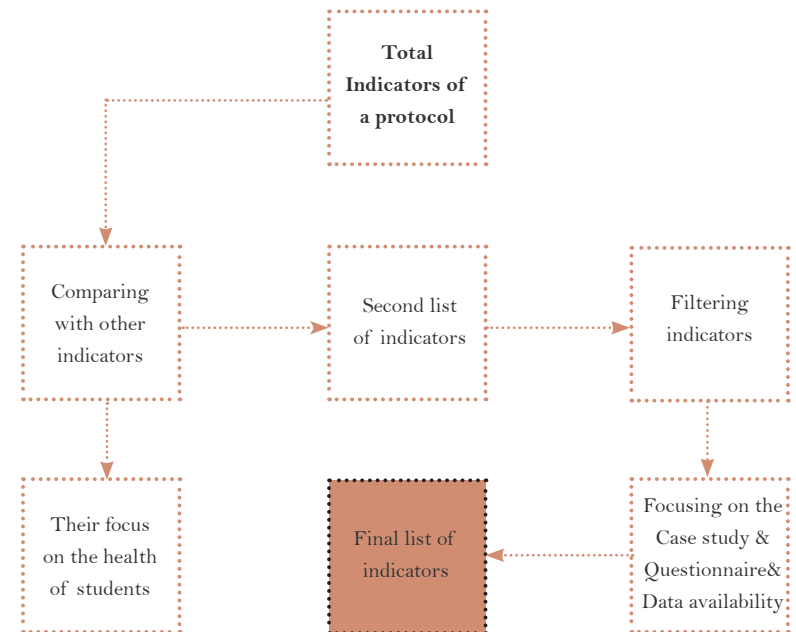 Total
Indicators of
a protocol
Comparing
with other
indicators
Second list
of indicators
Filtering
indicators
Their focus
on the health
of students
Final list of
indicators
Focusing on the
Case study &
Questionnaire&
Data availability